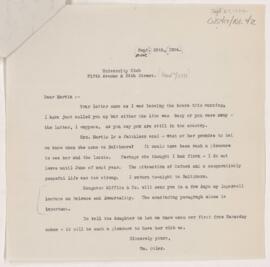 Sept. 25th, 1904.
University Club
Fifth Avenue & 54th Street.
Dear Martin :-
Your letter came as I was leaving the house this morning.
I have just called you up but either the line was busy or you were away -
the latter, I suppose, as you say you are still in the country.
Mrs. Martin is a faithless soul - what of her promise to let
me know when she came to Baltimore? It would have been such a pleasure
to see her and the lassie. Perhaps she thought I had flown - I do not
leave until June of next year. The attraction of Oxford and a comparatively
peaceful life was too strong. I return tonight to Baltimore.
Houghton Mifflin & Co. will send you in a few days my Ingersoll
lecture on Science and Immortality. The concluding paragraph alone is
important.
To tell the daughter to let me know when her first free Saturday
comes - it will be such a pleasure to have her with us.
Sincerely yours,
Wm. Osler.